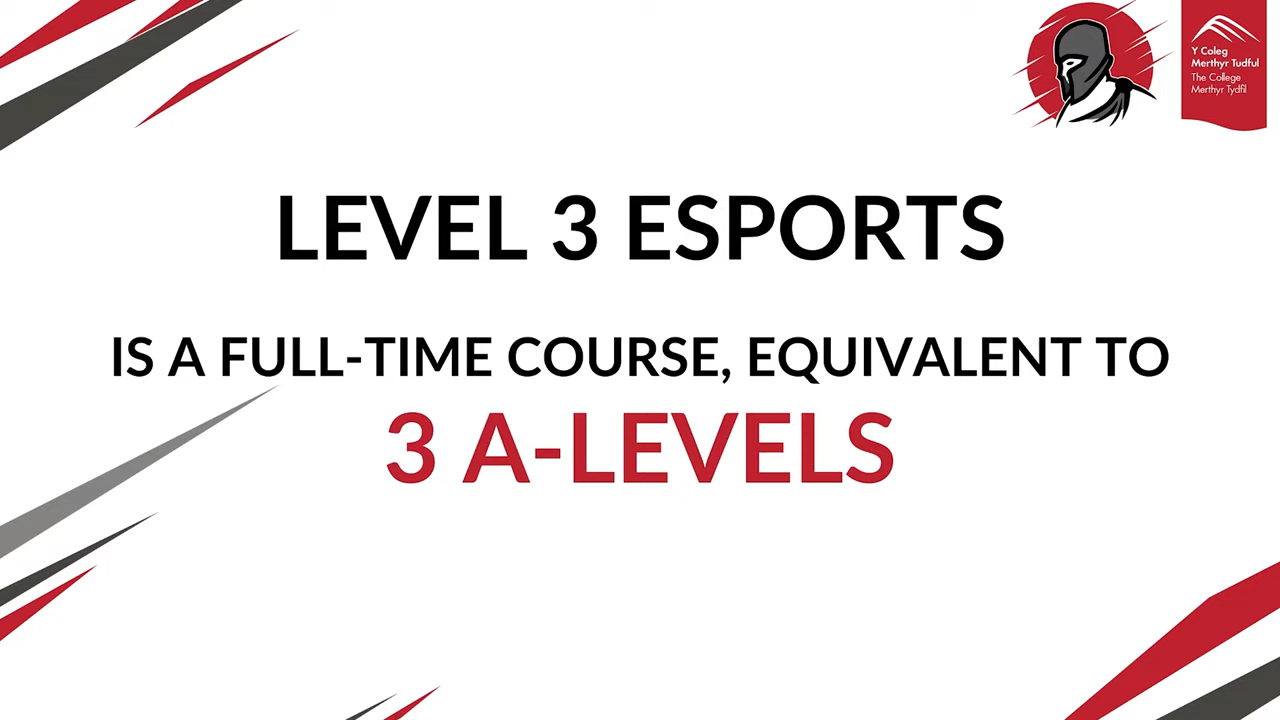 Y Coleg
Merthyr Tudful
The College
Merthyr Tydfil
LEVEL 3 ESPORTS
IS A FULL-TIME COURSE, EQUIVALENT TO
3 A-LEVELS